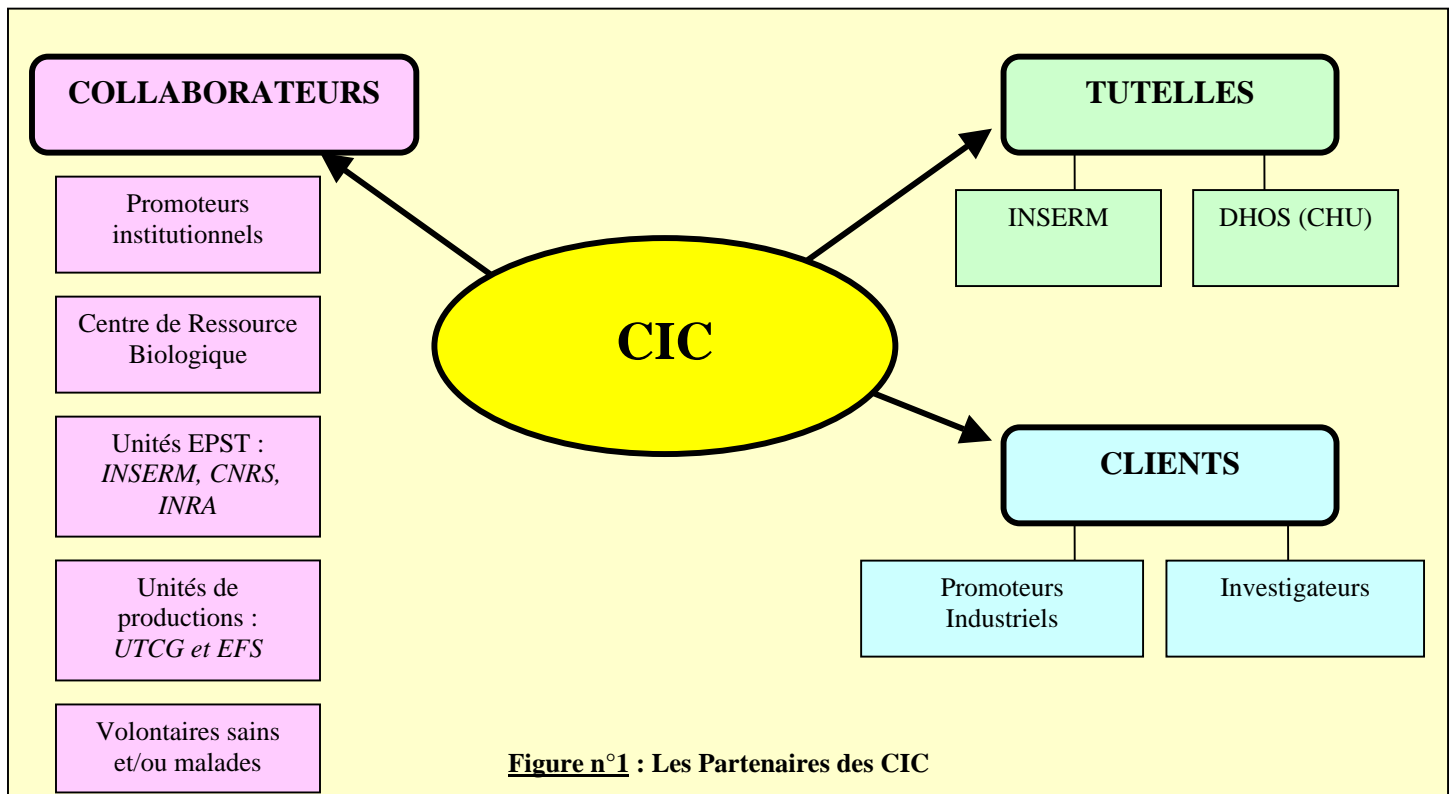 COLLABORATEURS
Promoteurs
institutionnels
Centre de Ressource
Biologique
Unités EPST :
INSERM, CNRS,
INRA
Unités de
productions :
UTCG et EFS
Volontaires sains
et/ou malades
CIC
TUTELLES
INSERM
DHOS (CHU)
CLIENTS
Promoteurs
Industriels
Investigateurs
Figure n°1 : Les Partenaires des CIC